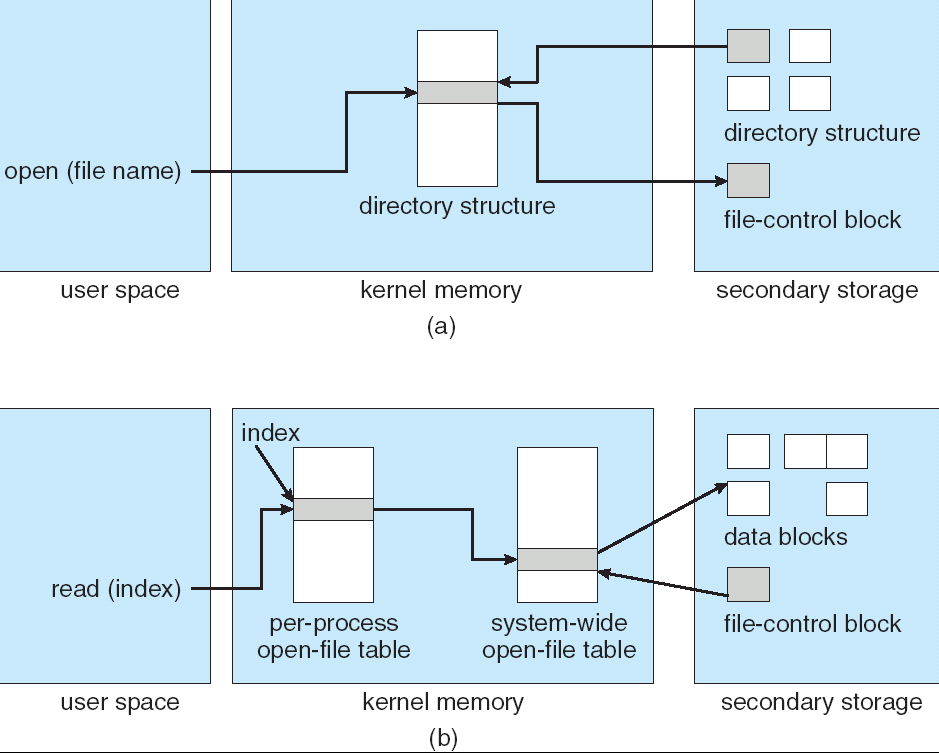 open (file name)
directory structure
directory structure
file-control block
user space
kernel memory
secondary storage
(a)
index
read (index)
per-process
open-file table
system-wide
open-file table
data blocks
file-control block
user space
kernel memory
secondary storage
(b)